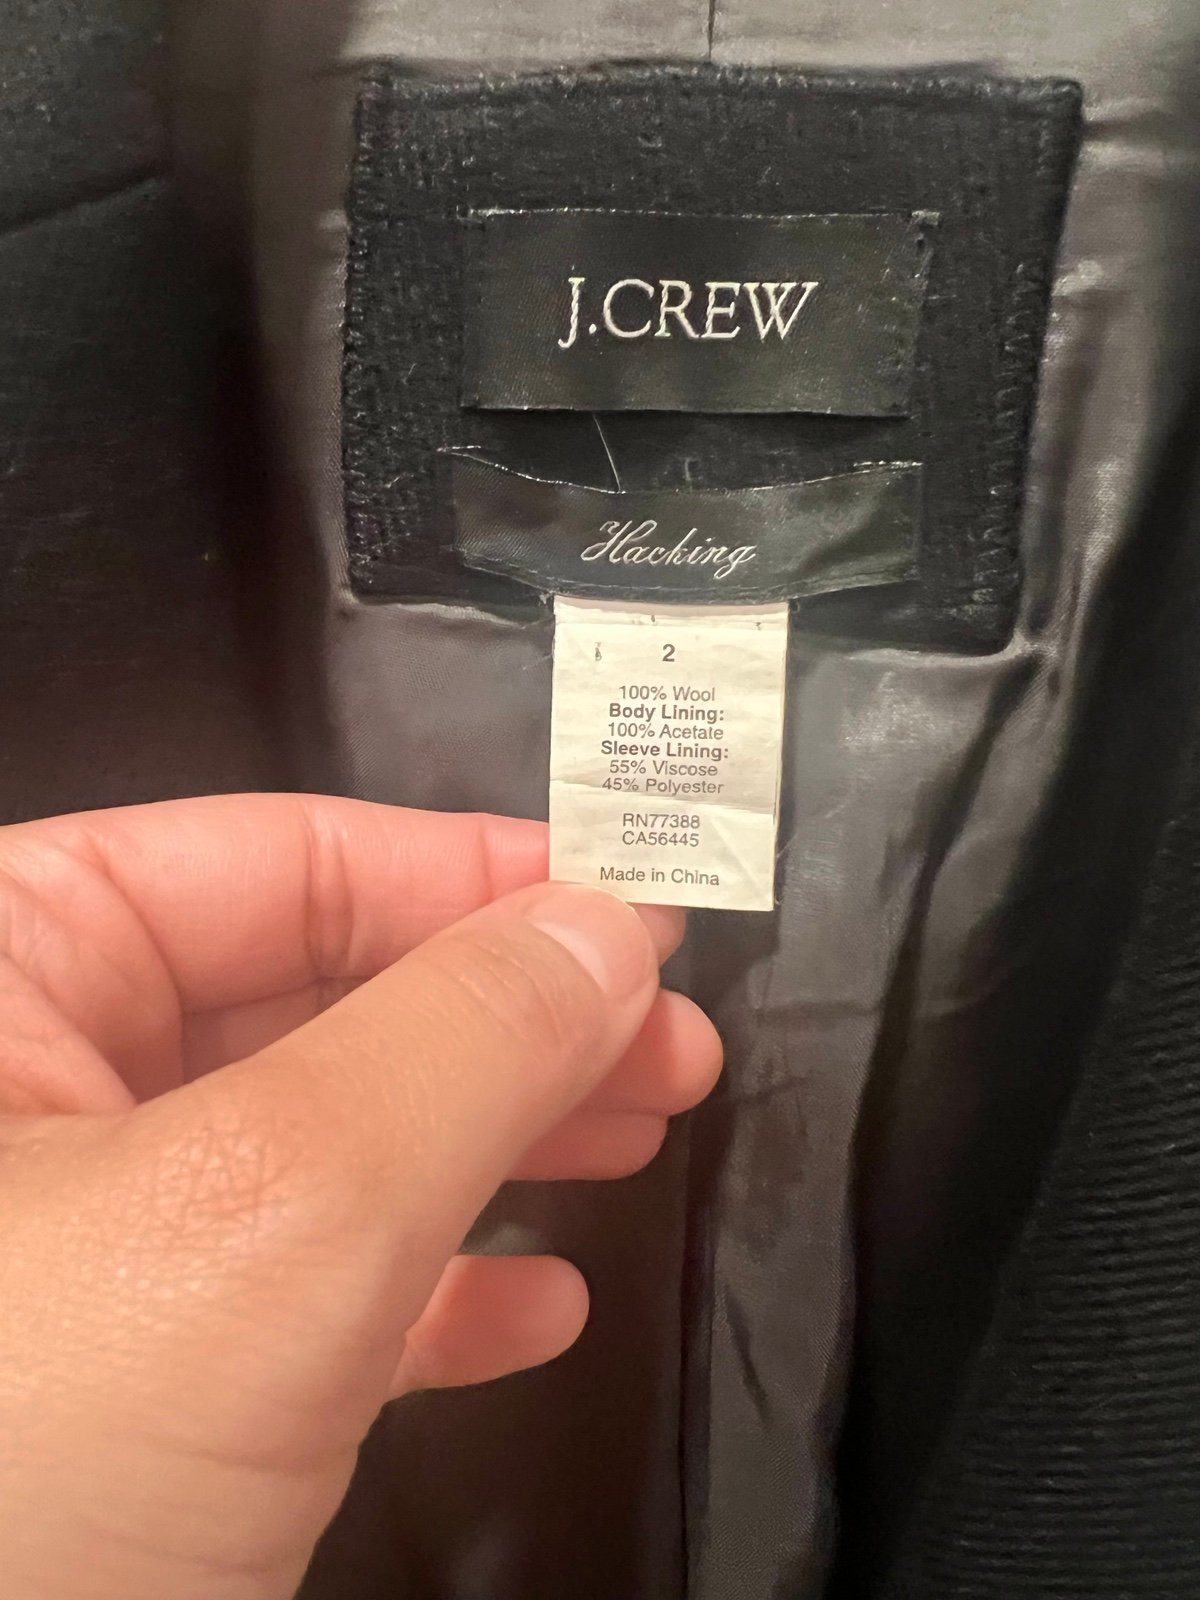 J.CREW
Hacking
2
100% Wool
Body Lining:
100% Acetate
Sleeve Lining:
55% Viscose
45% Polyester
RN77388
CA56445
Made in China